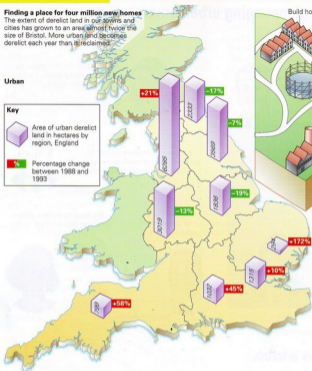 Finding a place for four million new homes
The extent of derelict land in our towns and
cities has grown to an area almost twice the
size of Bristol. More urban land becomes
derelict each year than is reclaimed.
Build ho
Urban
Key
Area of urban derelict
land in hectares by
region, England
%
Percentage change
between 1988 and
1993
+21%
-17%
-7%
-19%
-13%
+172%
+10%
+45%
+58%